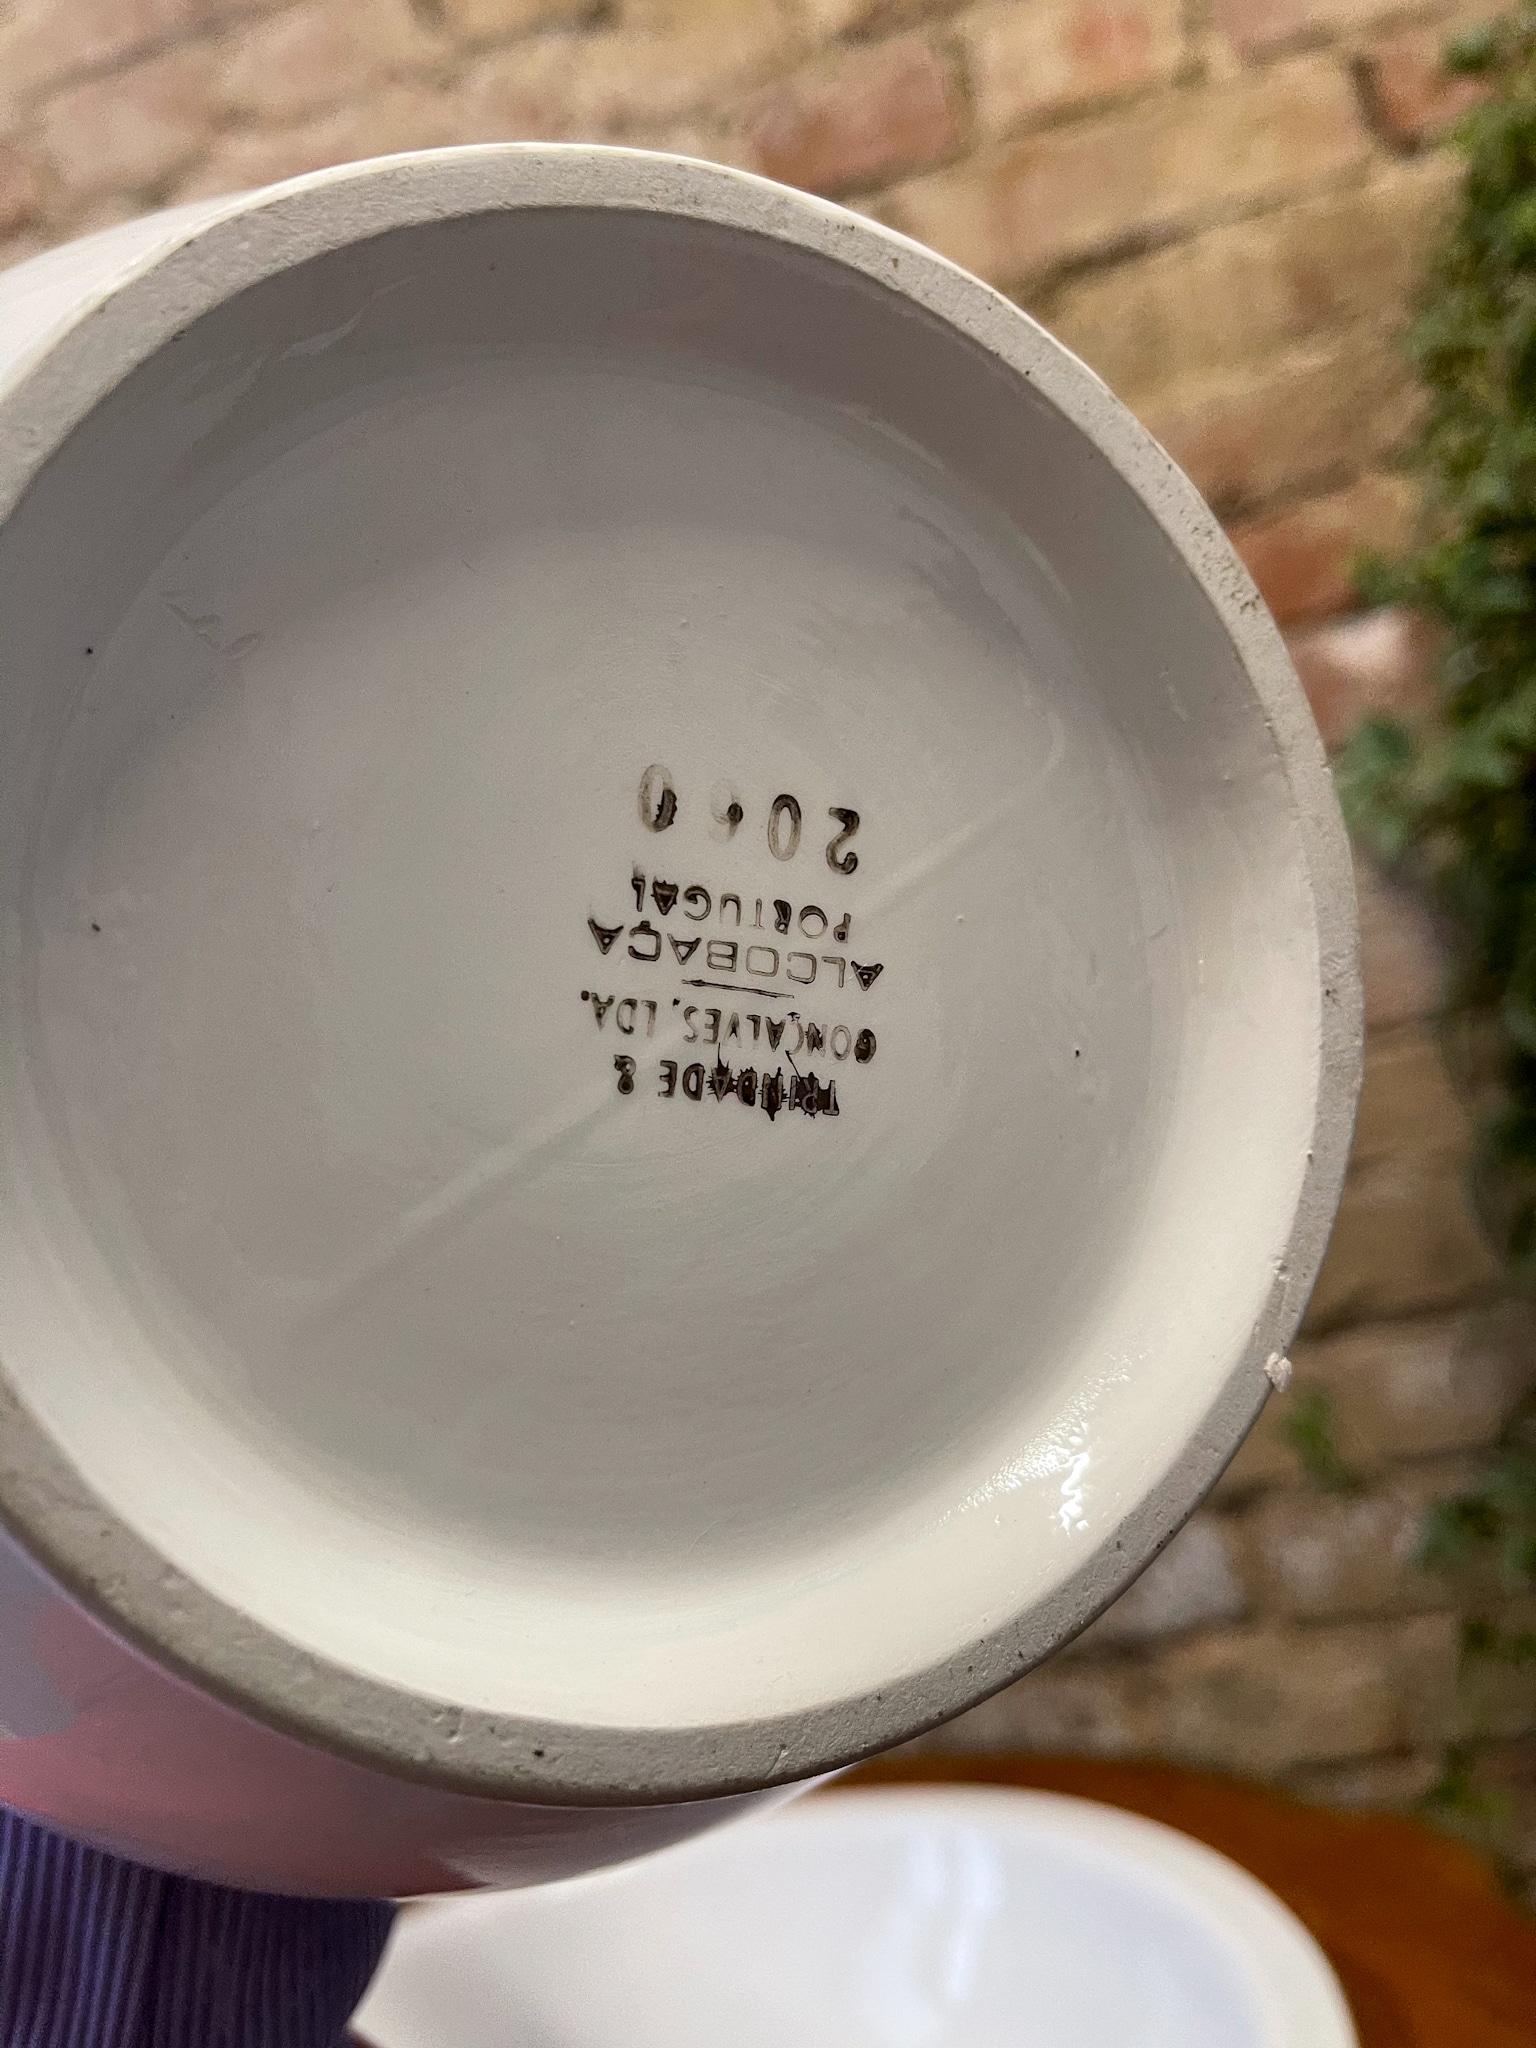 TRINDADE &
GONÇALVES, LDA.
ALCOBAÇA
PORTUGAL
2060